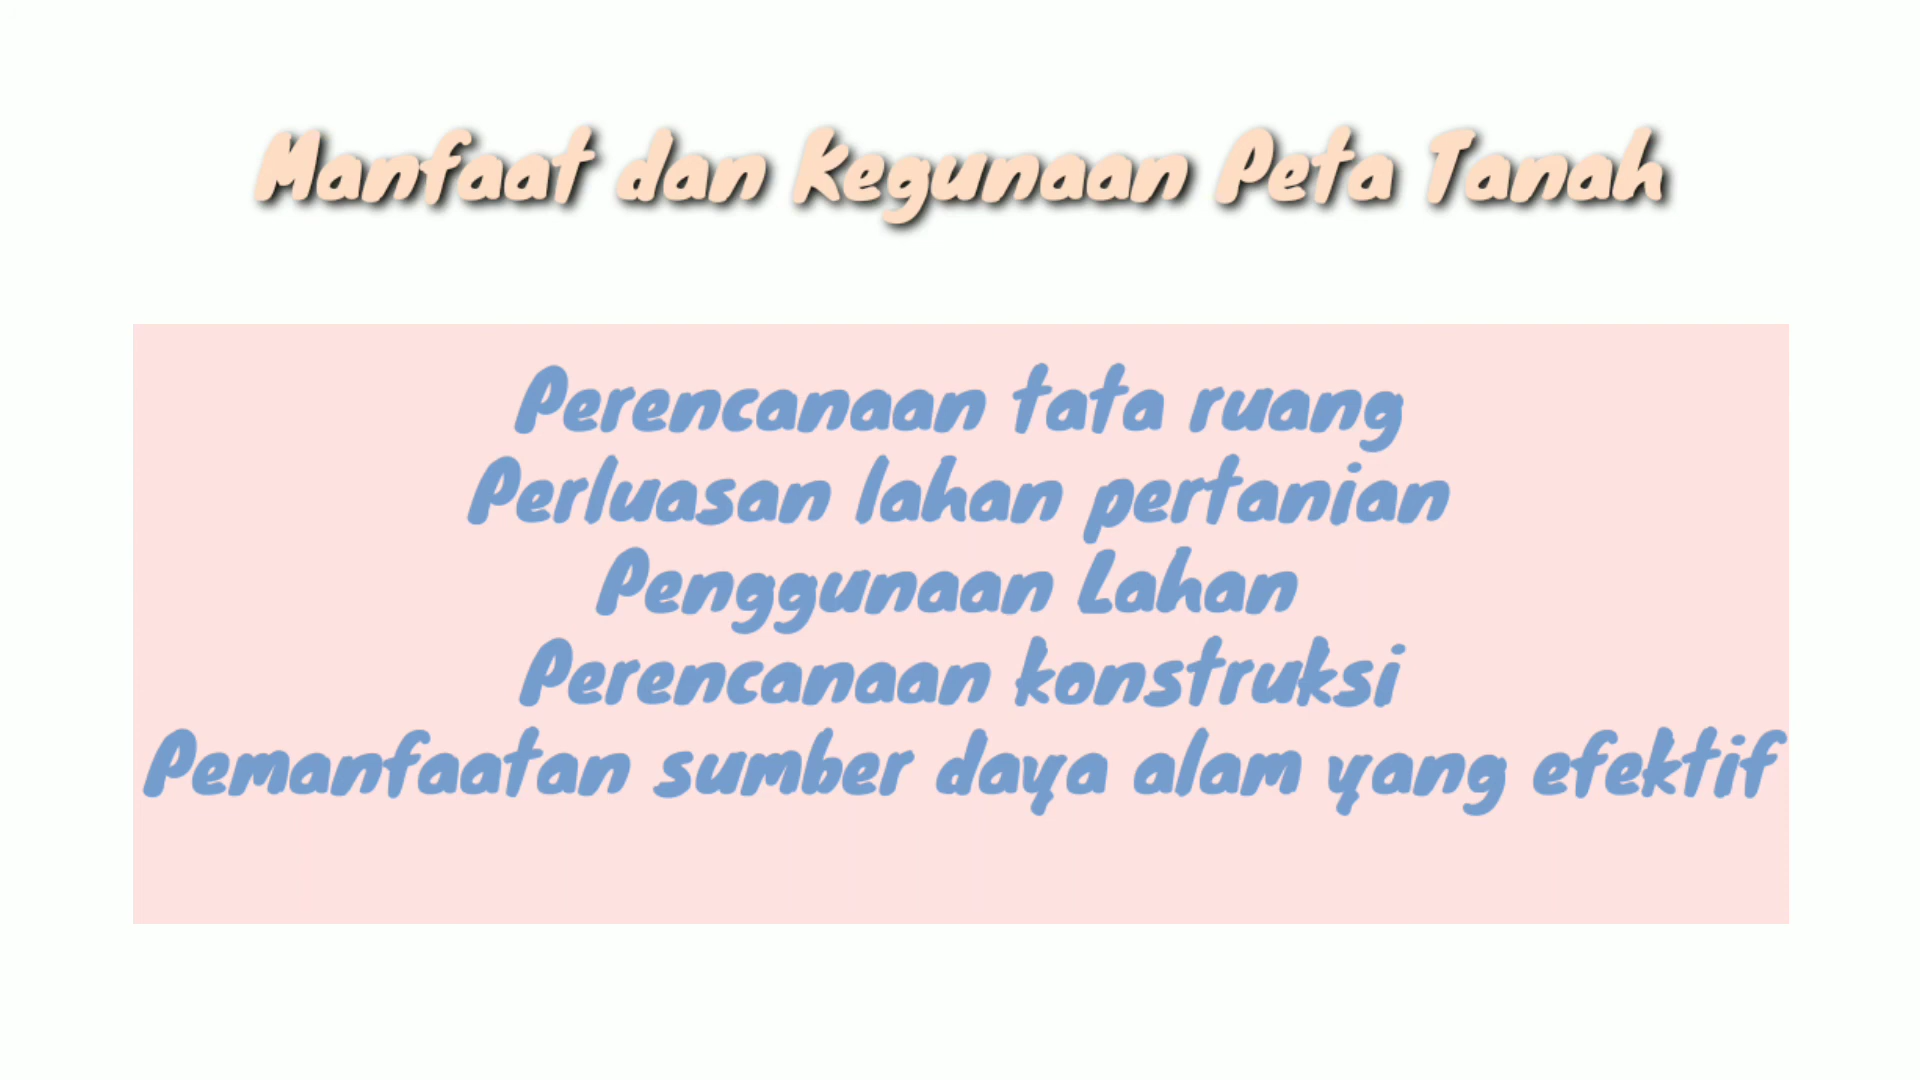 Manfaat dan Kegunaan Peta Tanah
Perencanaan tata ruang
Perluasan lahan pertanian
Penggunaan Lahan
Perencanaan konstruksi
Pemanfaatan sumber daya alam yang efektif